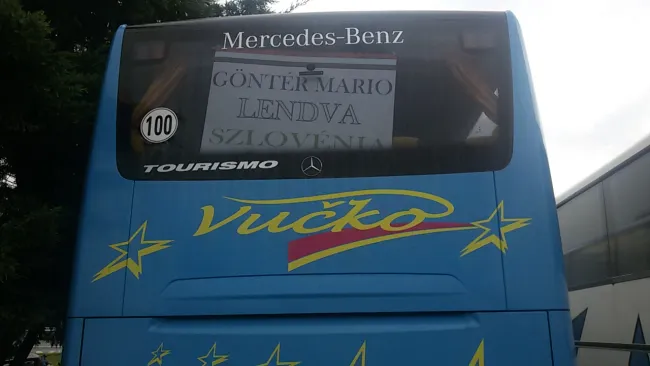 Mercedes-Benz
GÖNTÉR MARIO
LENDVA
SZLOVÉNIA
100
TOURISMO
Vučko